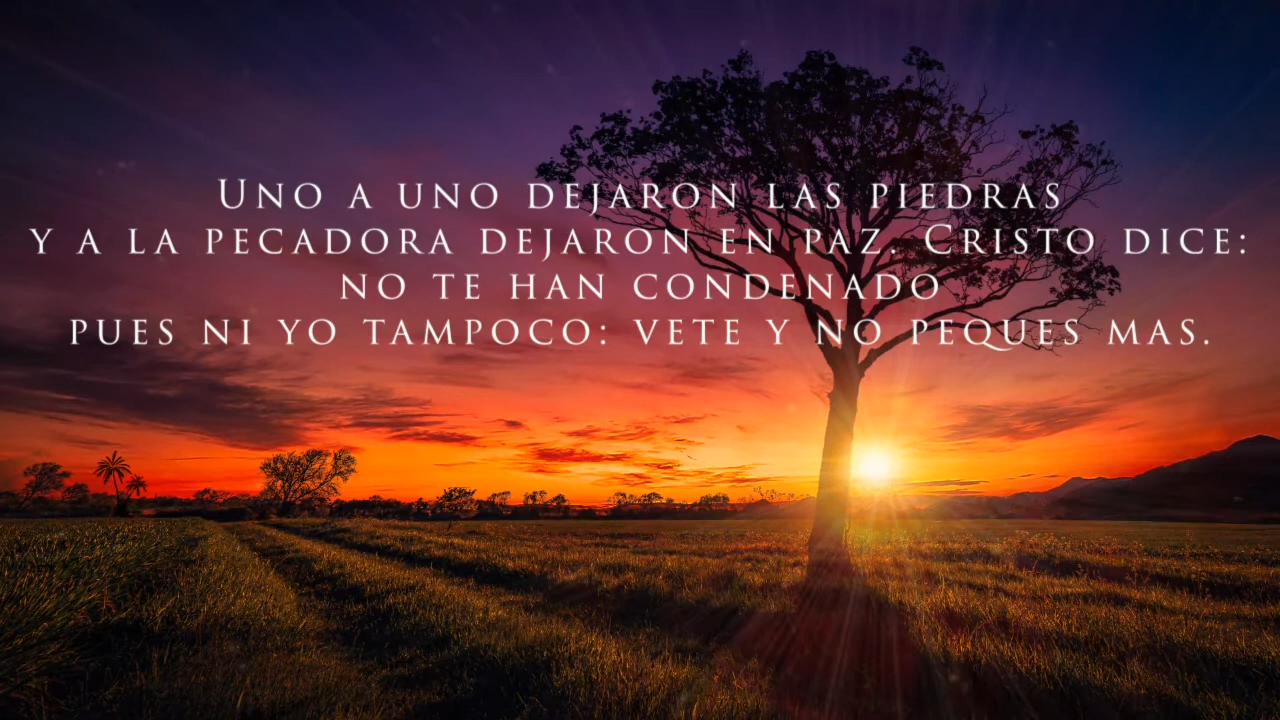 Uno a uno dejaron las piedras
y a la pecadora dejaron en paz. Cristo dice:
no te han condenado
pues ni yo tampoco: vete y no peques mas.